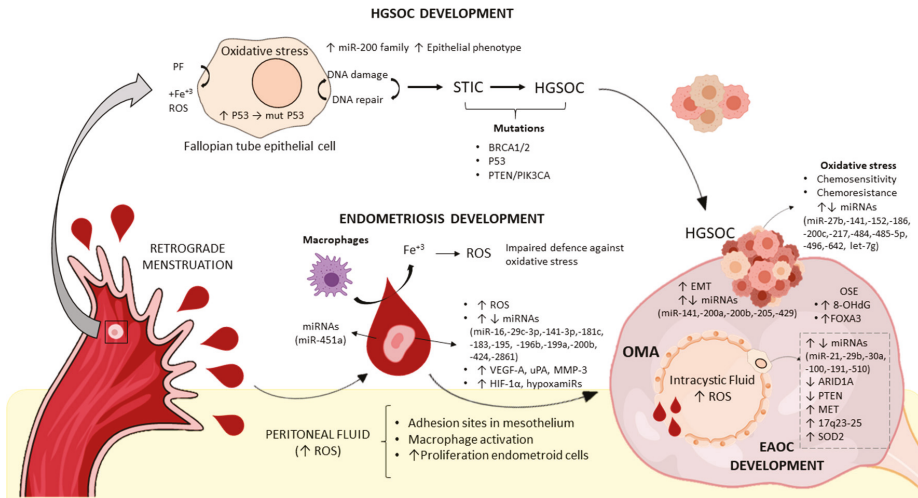 HGSOC DEVELOPMENT
Oxidative stress
↑ miR-200 family ↑ Epithelial phenotype
PF
+Fe+3
ROS
↑ P53 → mut P53
DNA damage
DNA repair
Fallopian tube epithelial cell
STIC
HGSOC
Mutations
• BRCA1/2
• P53
• PTEN/PIK3CA
RETROGRADE
MENSTRUATION
ENDOMETRIOSIS DEVELOPMENT
Macrophages
Fe+3
ROS
Impaired defence against
oxidative stress
miRNAs
(miR-451a)
• ↑ ROS
• ↑ ↓ miRNAs
(miR-16,-29c-3p,-141-3p,-181c,
-183,-195, -196b,-199a,-200b,
-424,-2861)
• ↑ VEGF-A, uPA, MMP-3
• ↑ HIF-1α, hypoxamiRs
PERITONEAL FLUID
(↑ ROS)
• Adhesion sites in mesothelium
• Macrophage activation
• ↑Proliferation endometroid cells
Oxidative stress
• Chemosensitivity
• Chemoresistance
↑↓ miRNAs
(miR-27b,-141,-152,-186,
-200c,-217,-484,-485-5p,
-496,-642, let-7g)
HGSOC
↑ EMT
↑↓ miRNAs
(miR-141,-200a,-200b,-205,-429)
OSE
• ↑ 8-OHdG
• ↑FOXA3
OMA
Intracystic Fluid
↑ ROS
↑ ↓ miRNAs
(miR-21,-29b,-30a,
-100,-191,-510)
↓ ARID1A
↓ PTEN
↑ MET
↑ 17q23-25
↑ SOD2
EAOC
DEVELOPMENT